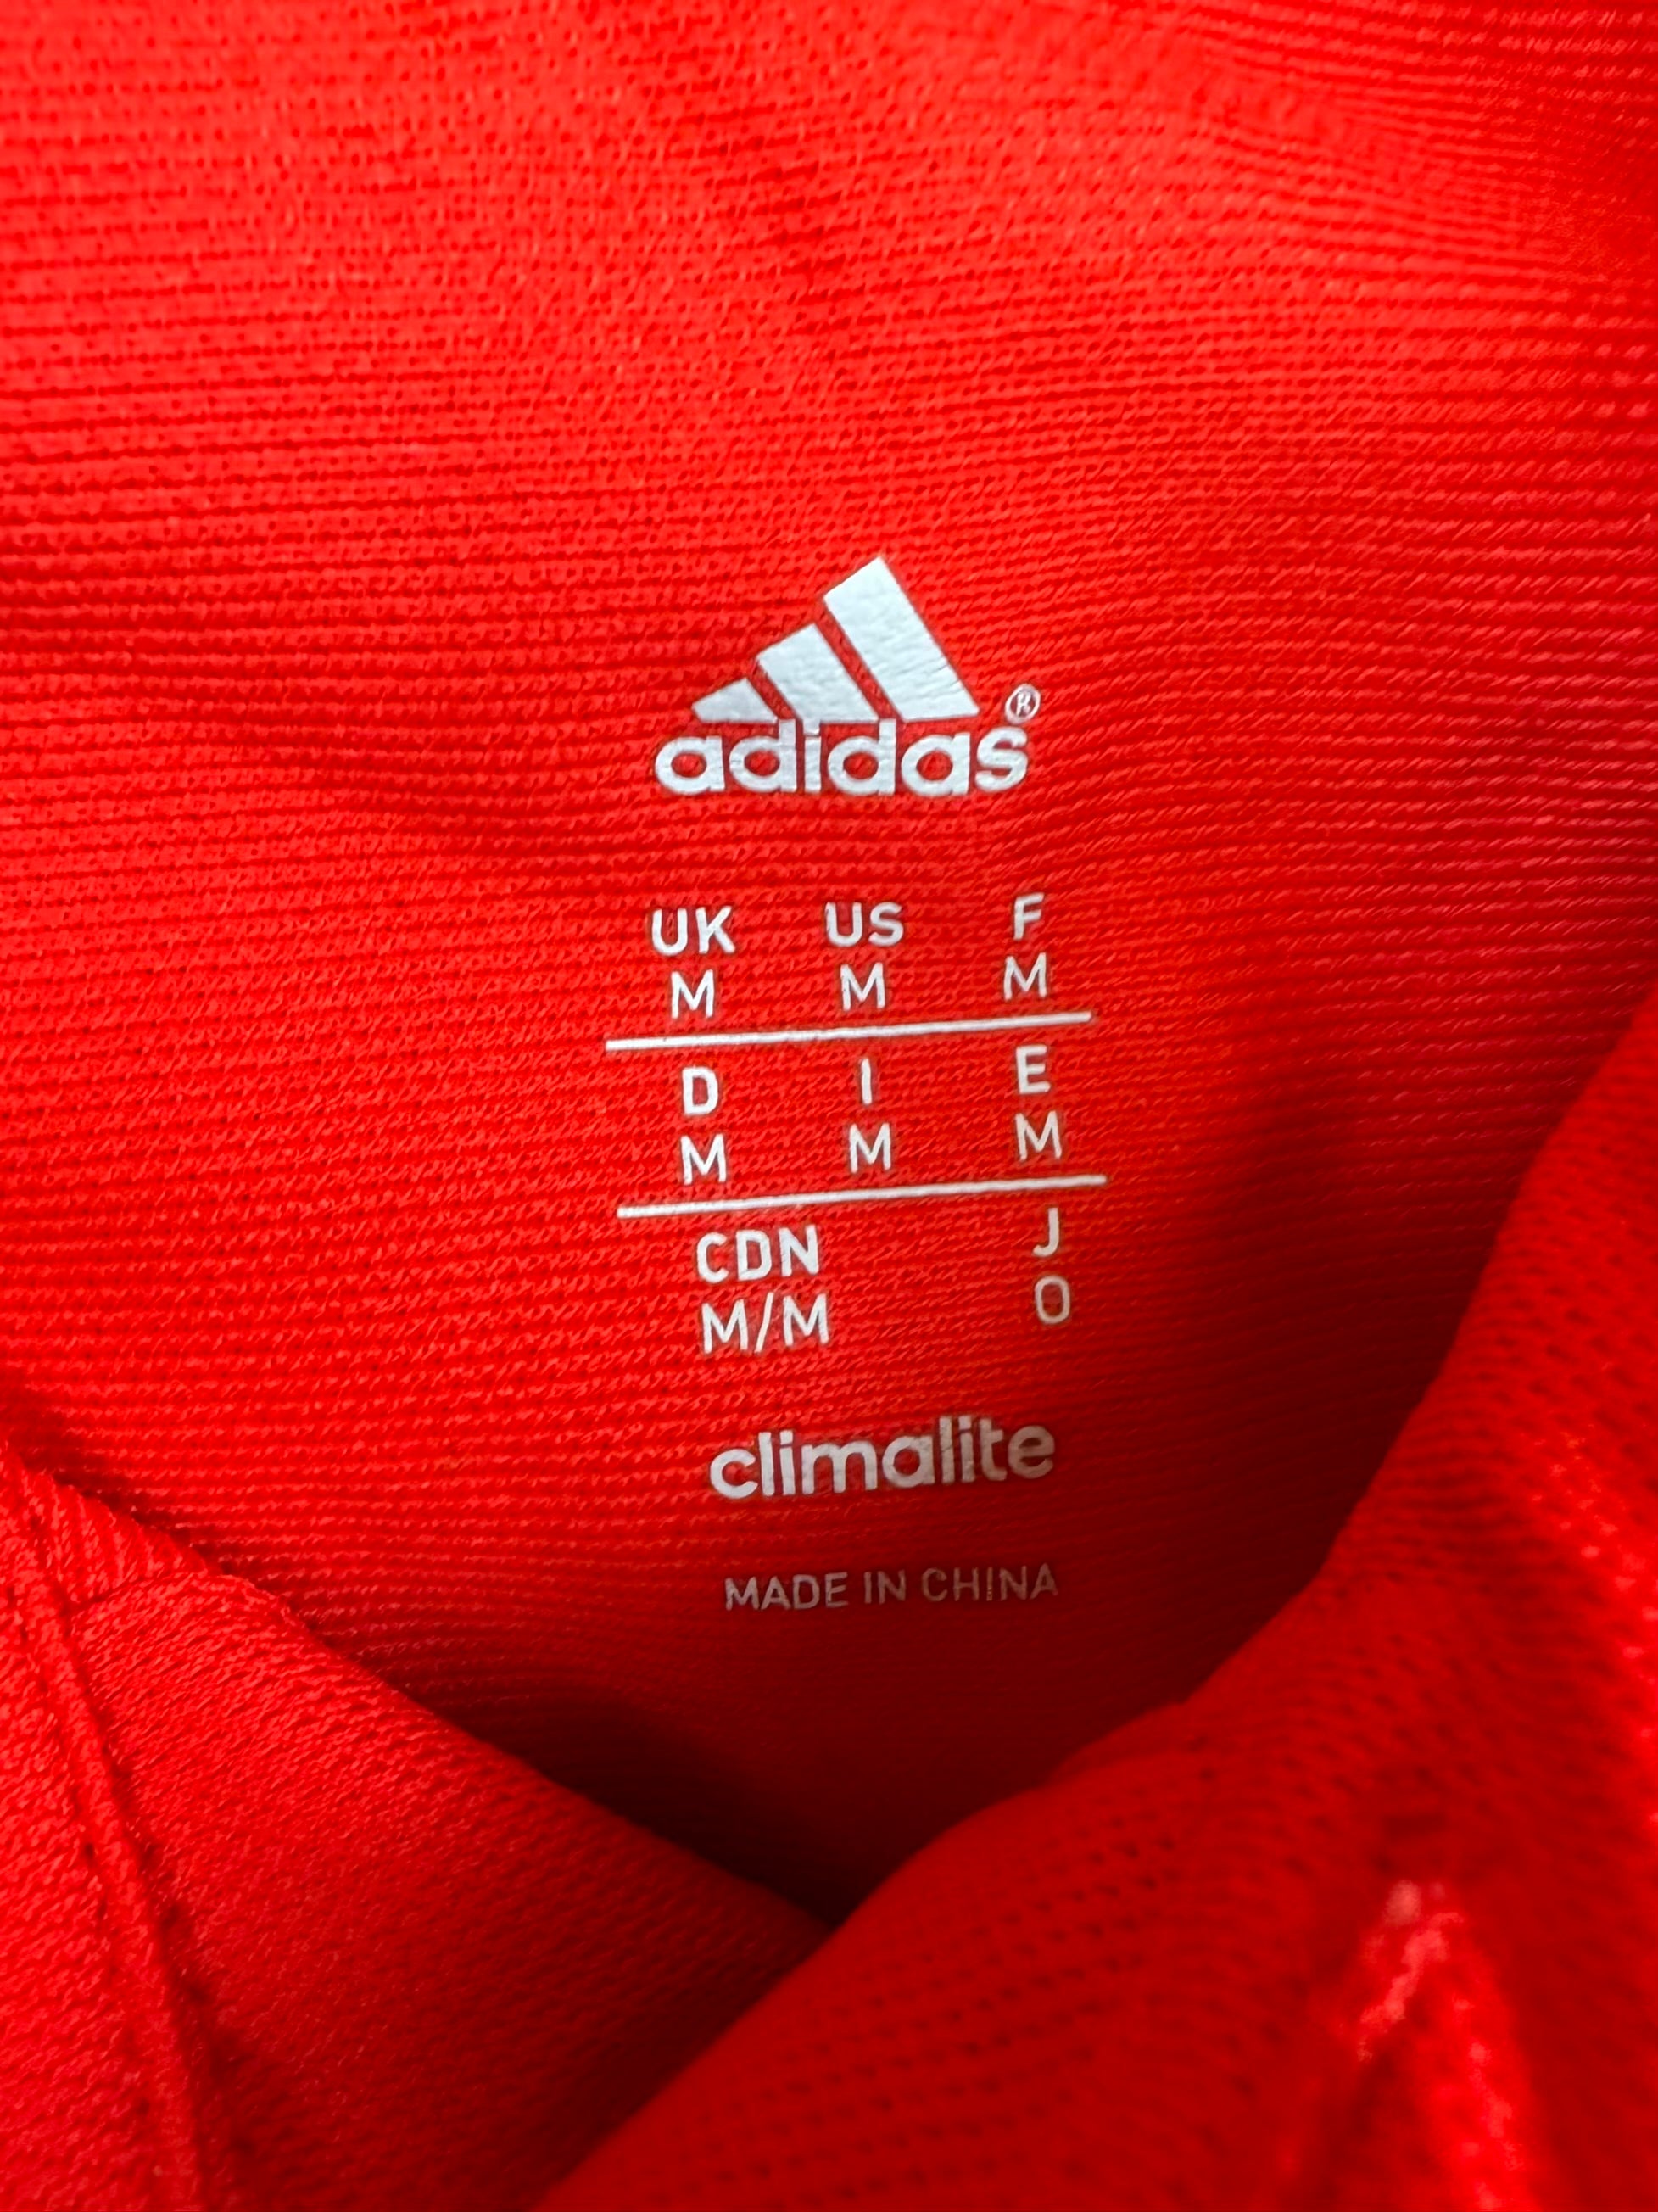 adidas®
UK US F
M M M
D I E
M M M
CDN J
M/M O
climalite
MADE IN CHINA